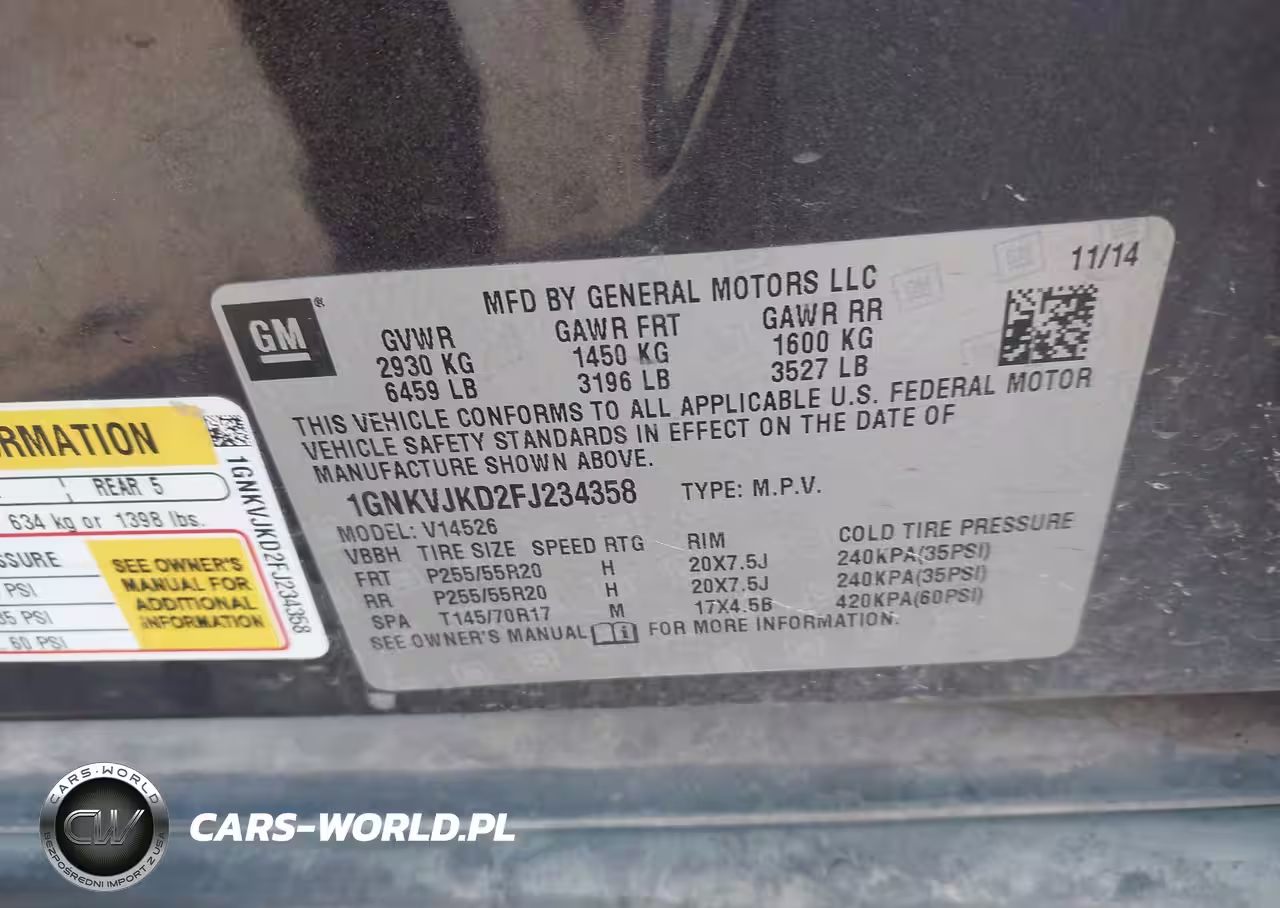 GM ®
MFD BY GENERAL MOTORS LLC
11/14
GVWR GAWR FRT GAWR RR
2930 KG 1450 KG 1600 KG
6459 LB 3196 LB 3527 LB
THIS VEHICLE CONFORMS TO ALL APPLICABLE U.S. FEDERAL MOTOR
VEHICLE SAFETY STANDARDS IN EFFECT ON THE DATE OF
MANUFACTURE SHOWN ABOVE.
1GNKVJKD2FJ234358 TYPE: M.P.V.
MODEL: V14526
VBBH TIRE SIZE SPEED RTG RIM COLD TIRE PRESSURE
FRT P255/55R20 H 20X7.5J 240KPA(35PSI)
RR P255/55R20 H 20X7.5J 240KPA(35PSI)
SPA T145/70R17 M 17X4.5B 420KPA(60PSI)
SEE OWNER'S MANUAL FOR MORE INFORMATION.
RMATION
REAR 5
634 kg or 1398 lbs.
SSURE
PSI
35 PSI
60 PSI
SEE OWNER'S
MANUAL FOR
ADDITIONAL
INFORMATION
1GNKVJKD2FJ234358
CARS-WORLD
CW
BEZPOŚREDNI IMPORT Z USA
CARS-WORLD.PL